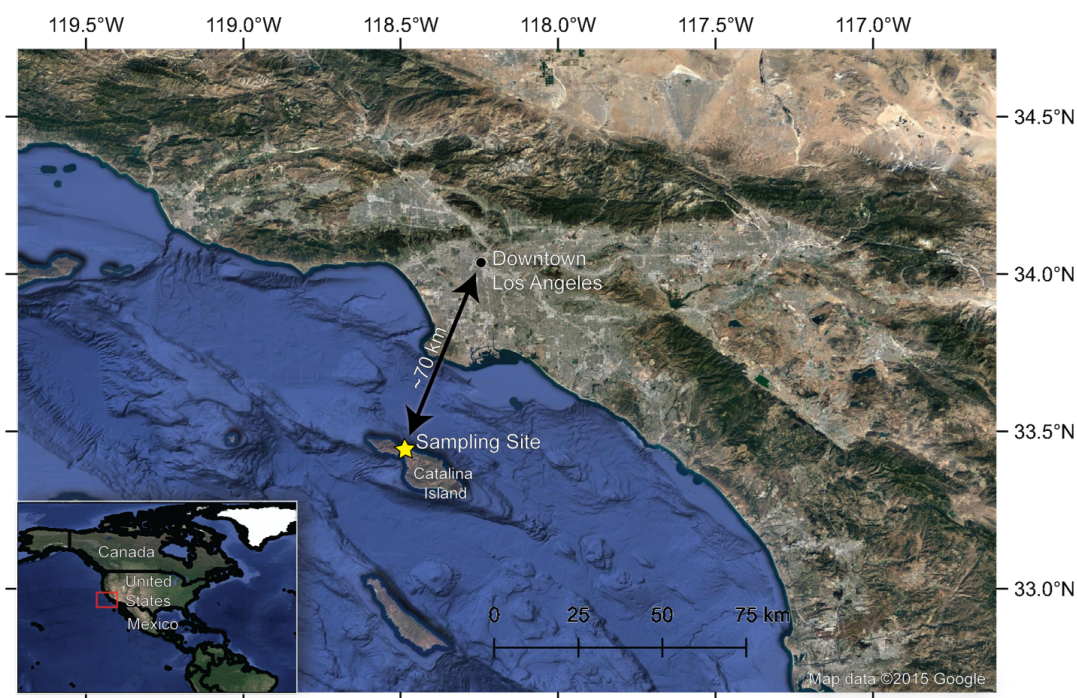 119.5°W 119.0°W 118.5°W 118.0°W 117.5°W 117.0°W
34.5°N
Downtown
Los Angeles
34.0°N
~70 km
33.5°N
Sampling Site
Catalina
Island
Canada
United
States
Mexico
33.0°N
0 25 50 75 km
Map data ©2015 Google